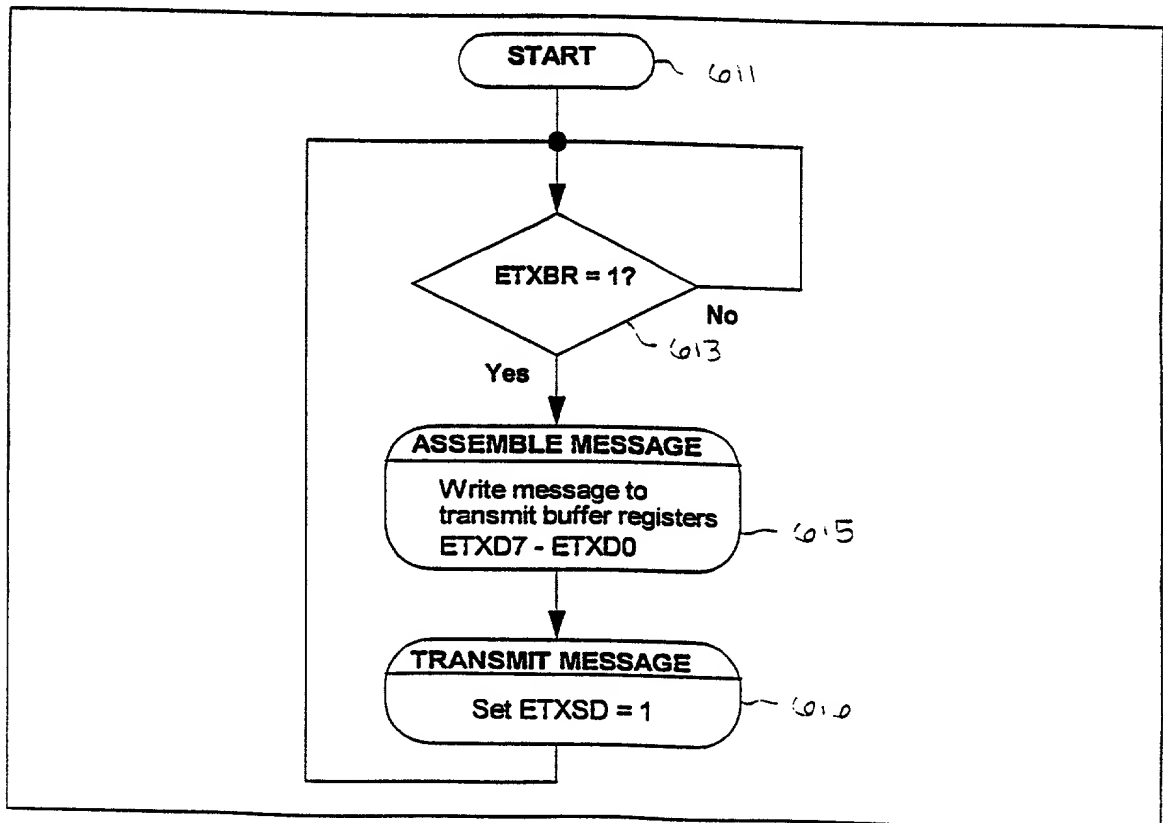 START
611
ETXBR = 1?
No
613
Yes
ASSEMBLE MESSAGE
Write message to
transmit buffer registers
ETXD7 - ETXD0
615
TRANSMIT MESSAGE
Set ETXSD = 1